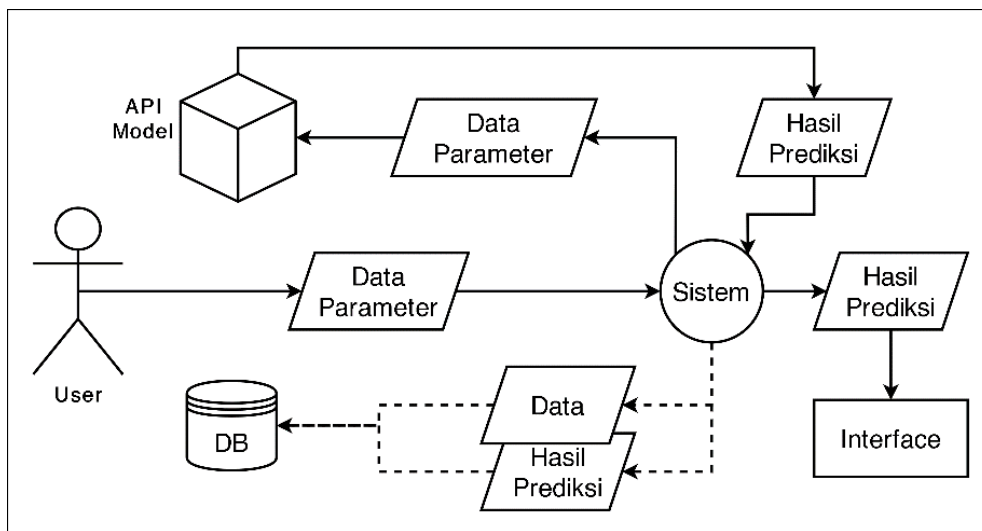 API
Model
Data
Parameter
Hasil
Prediksi
Data
Parameter
Sistem
Hasil
Prediksi
User
DB
Data
Hasil
Prediksi
Interface